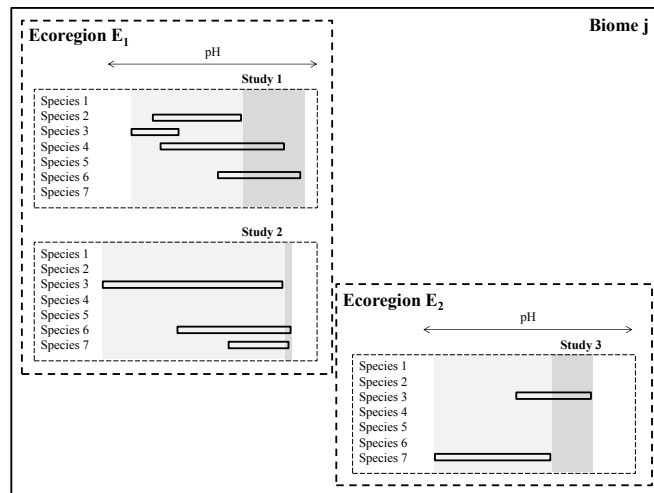 Biome j
Ecoregion E1
pH
Study 1
Species 1
Species 2
Species 3
Species 4
Species 5
Species 6
Species 7
Study 2
Species 1
Species 2
Species 3
Species 4
Species 5
Species 6
Species 7
Ecoregion E2
pH
Study 3
Species 1
Species 2
Species 3
Species 4
Species 5
Species 6
Species 7